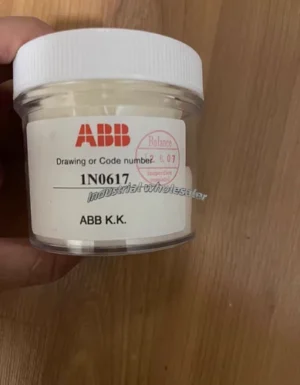 ABB
Drawing or Code number
1N0617
ABB K.K.
Industrial Wholesaler